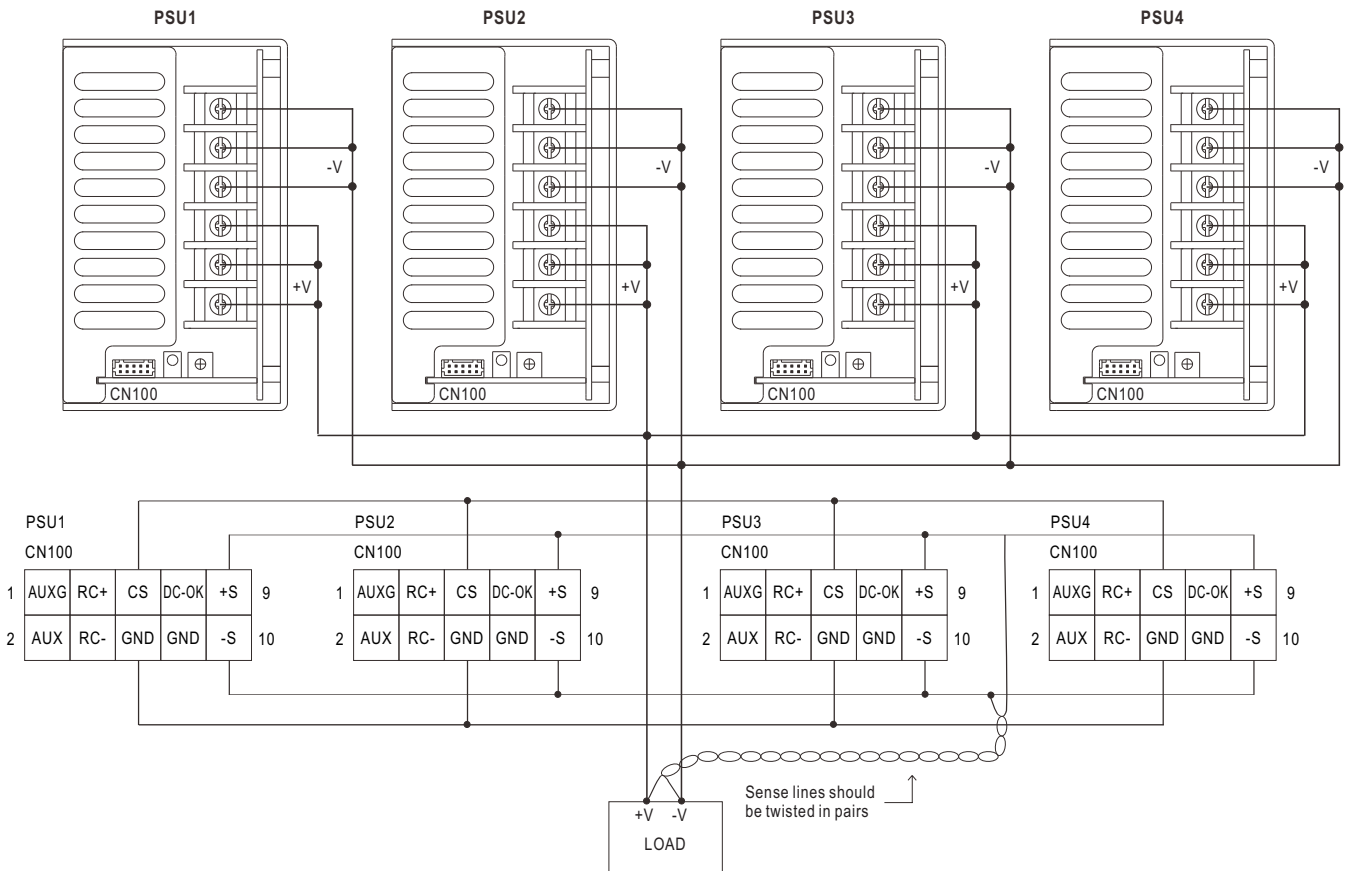 PSU1 PSU2 PSU3 PSU4
-V -V -V -V
+V +V +V +V
CN100 CN100 CN100 CN100
PSU1 PSU2 PSU3 PSU4
CN100 CN100 CN100 CN100
1 AUXG RC+ CS DC-OK +S 9 1 AUXG RC+ CS DC-OK +S 9 1 AUXG RC+ CS DC-OK +S 9 1 AUXG RC+ CS DC-OK +S 9
2 AUX RC- GND GND -S 10 2 AUX RC- GND GND -S 10 2 AUX RC- GND GND -S 10 2 AUX RC- GND GND -S 10
Sense lines should
be twisted in pairs
+V -V
LOAD